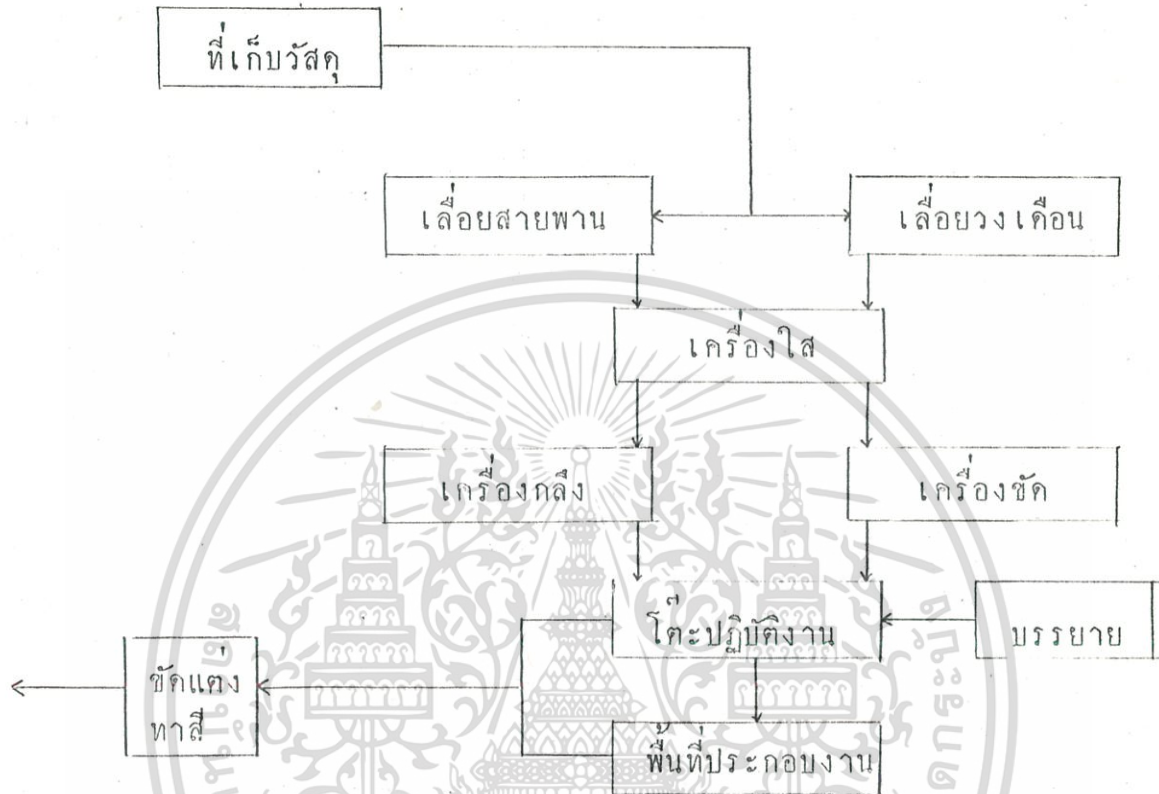 ที่เก็บวัสดุ
เลื่อยสายพาน
เลื่อยวงเดือน
เครื่องใส
เครื่องกลึง
เครื่องขัด
โต๊ะปฏิบัติงาน
บรรยาย
ขัดแต่ง
ทาสี
พื้นที่ประกอบงาน